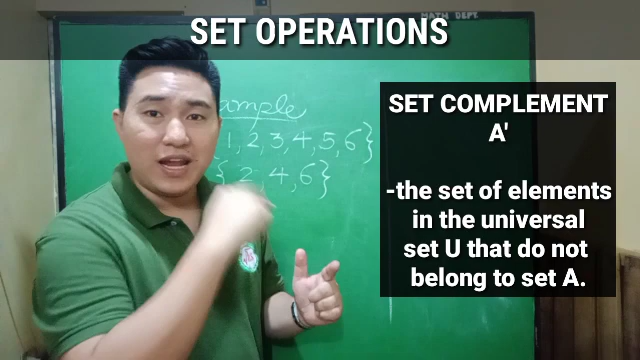 MATH DEPT.
SET OPERATIONS
SET COMPLEMENT
A'
-the set of elements
in the universal
set U that do not
belong to set A.
ample
1, 2, 3, 4, 5, 6}
{ 2, 4, 6}